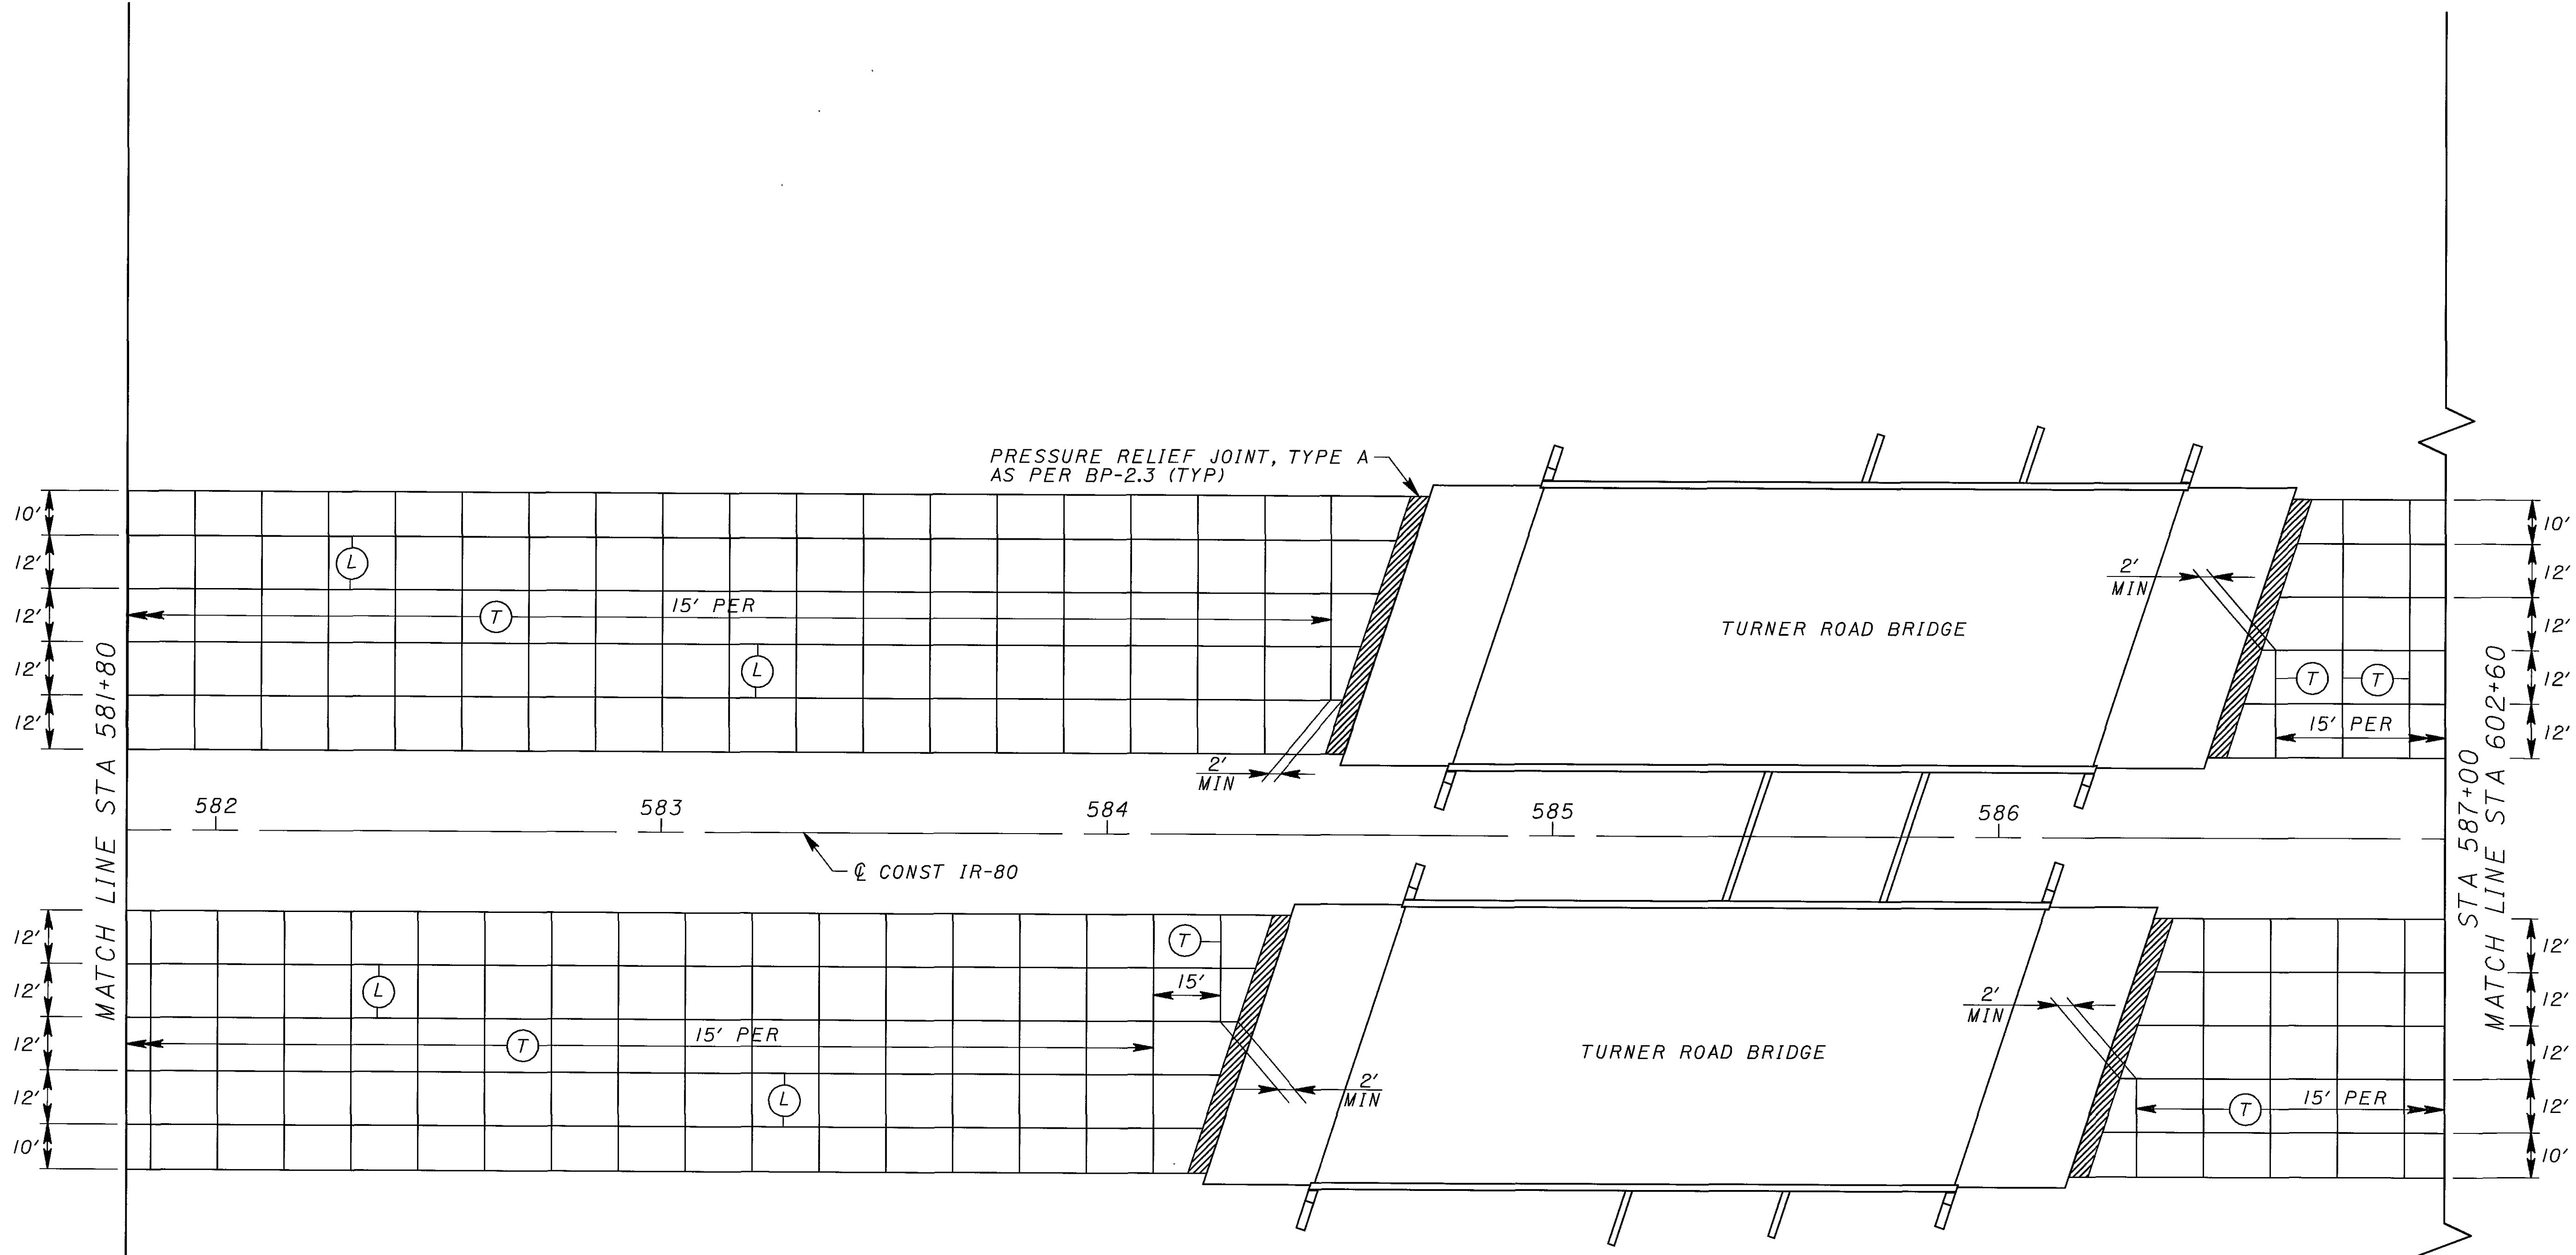 PRESSURE RELIEF JOINT, TYPE A
AS PER BP-2.3 (TYP)
10'
12'
12'
12'
12'
L
T
15' PER
L
2'
MIN
TURNER ROAD BRIDGE
2'
MIN
T
T
15' PER
10'
12'
12'
12'
12'
MATCH LINE STA 581+80
582
583
584
585
586
℄ CONST IR-80
STA 587+00
MATCH LINE STA 602+60
12'
12'
12'
12'
10'
L
T
15' PER
L
T
15'
2'
MIN
TURNER ROAD BRIDGE
2'
MIN
T
15' PER
12'
12'
12'
12'
10'